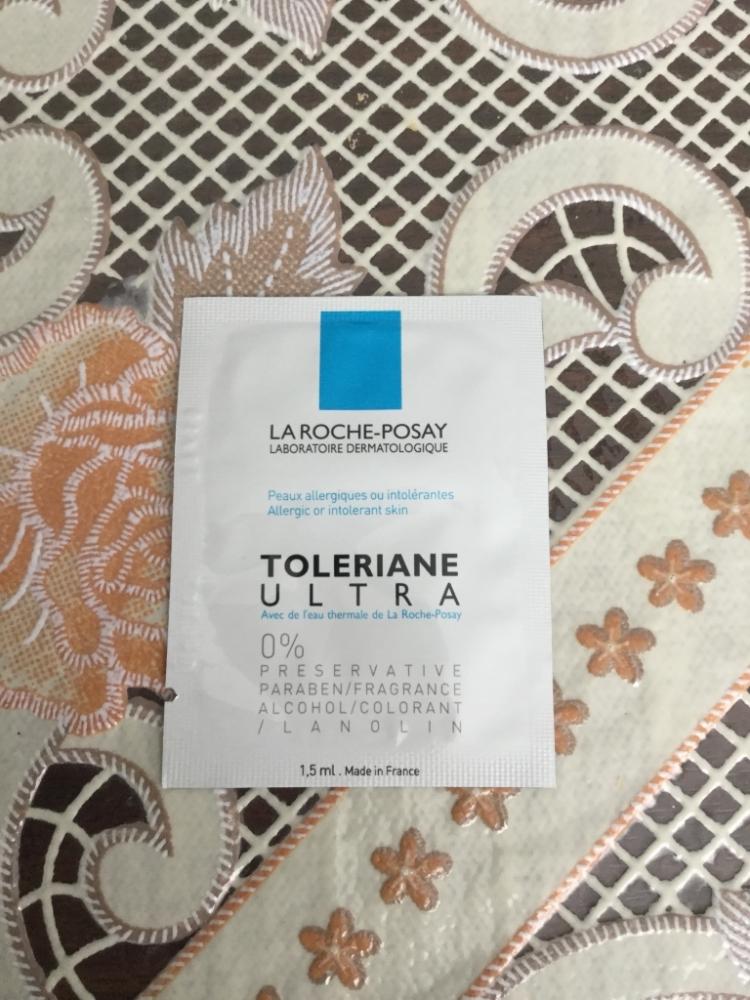 LA ROCHE-POSAY
LABORATOIRE DERMATOLOGIQUE
Peaux allergiques ou intolérantes
Allergic or intolerant skin
TOLERIANE
ULTRA
Avec de l'eau thermale de La Roche-Posay
0%
PRESERVATIVE
PARABEN/FRAGRANCE
ALCOHOL/COLORANT
/LANOLIN
1,5 ml . Made in France